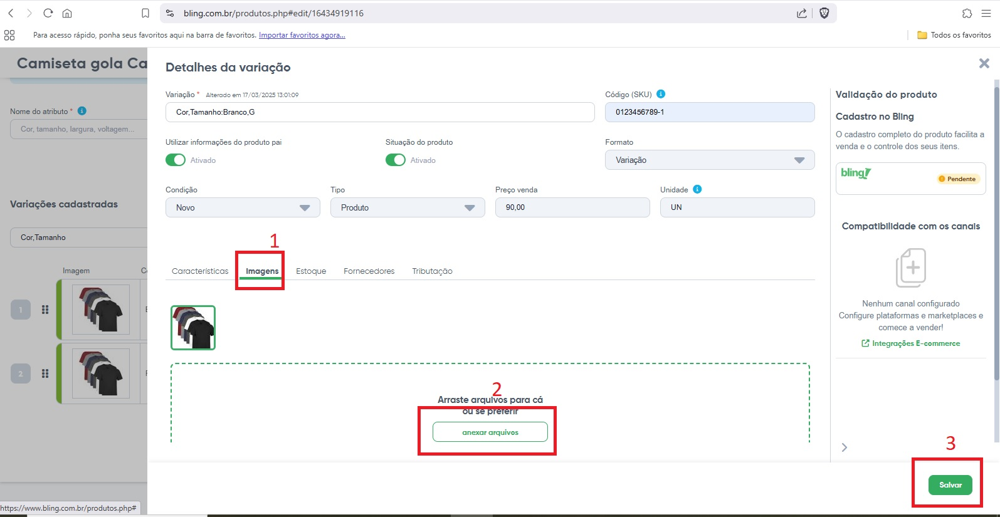 bling.com.br/produtos.php#edit/16434919116
Para acesso rápido, ponha seus favoritos aqui na barra de favoritos. Importar favoritos agora...
Todos os favoritos
Camiseta gola Ca
Nome do atributo *
Cor, tamanho, largura, voltagem...
Variações cadastradas
Cor,Tamanho
Imagem
1
2
https://www.bling.com.br/produtos.php#
Detalhes da variação
Variação * Alterado em 17/03/2025 13:01:09
Cor,Tamanho:Branco,G
Código (SKU)
0123456789-1
Utilizar informações do produto pai
Ativado
Situação do produto
Ativado
Formato
Variação
Condição
Novo
Tipo
Produto
Preço venda
90,00
Unidade
UN
1
Características
Imagens
Estoque
Fornecedores
Tributação
2
Arraste arquivos para cá
ou se preferir
anexar arquivos
Validação do produto
Cadastro no Bling
O cadastro completo do produto facilita a
venda e o controle dos seus itens.
bling
Pendente
Compatibilidade com os canais
Nenhum canal configurado
Configure plataformas e marketplaces e
comece a vender!
Integrações E-commerce
3
Salvar